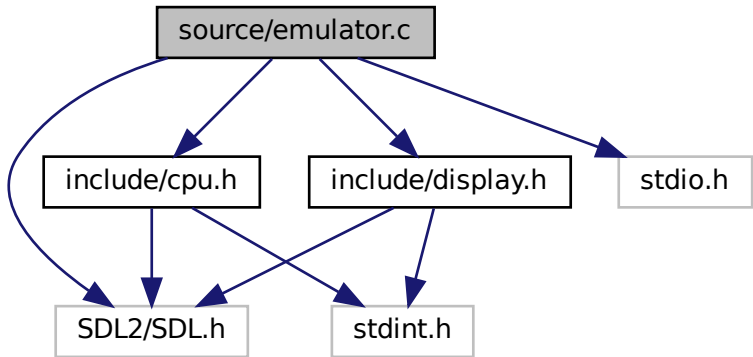 source/emulator.c
include/cpu.h
include/display.h
stdio.h
SDL2/SDL.h
stdint.h